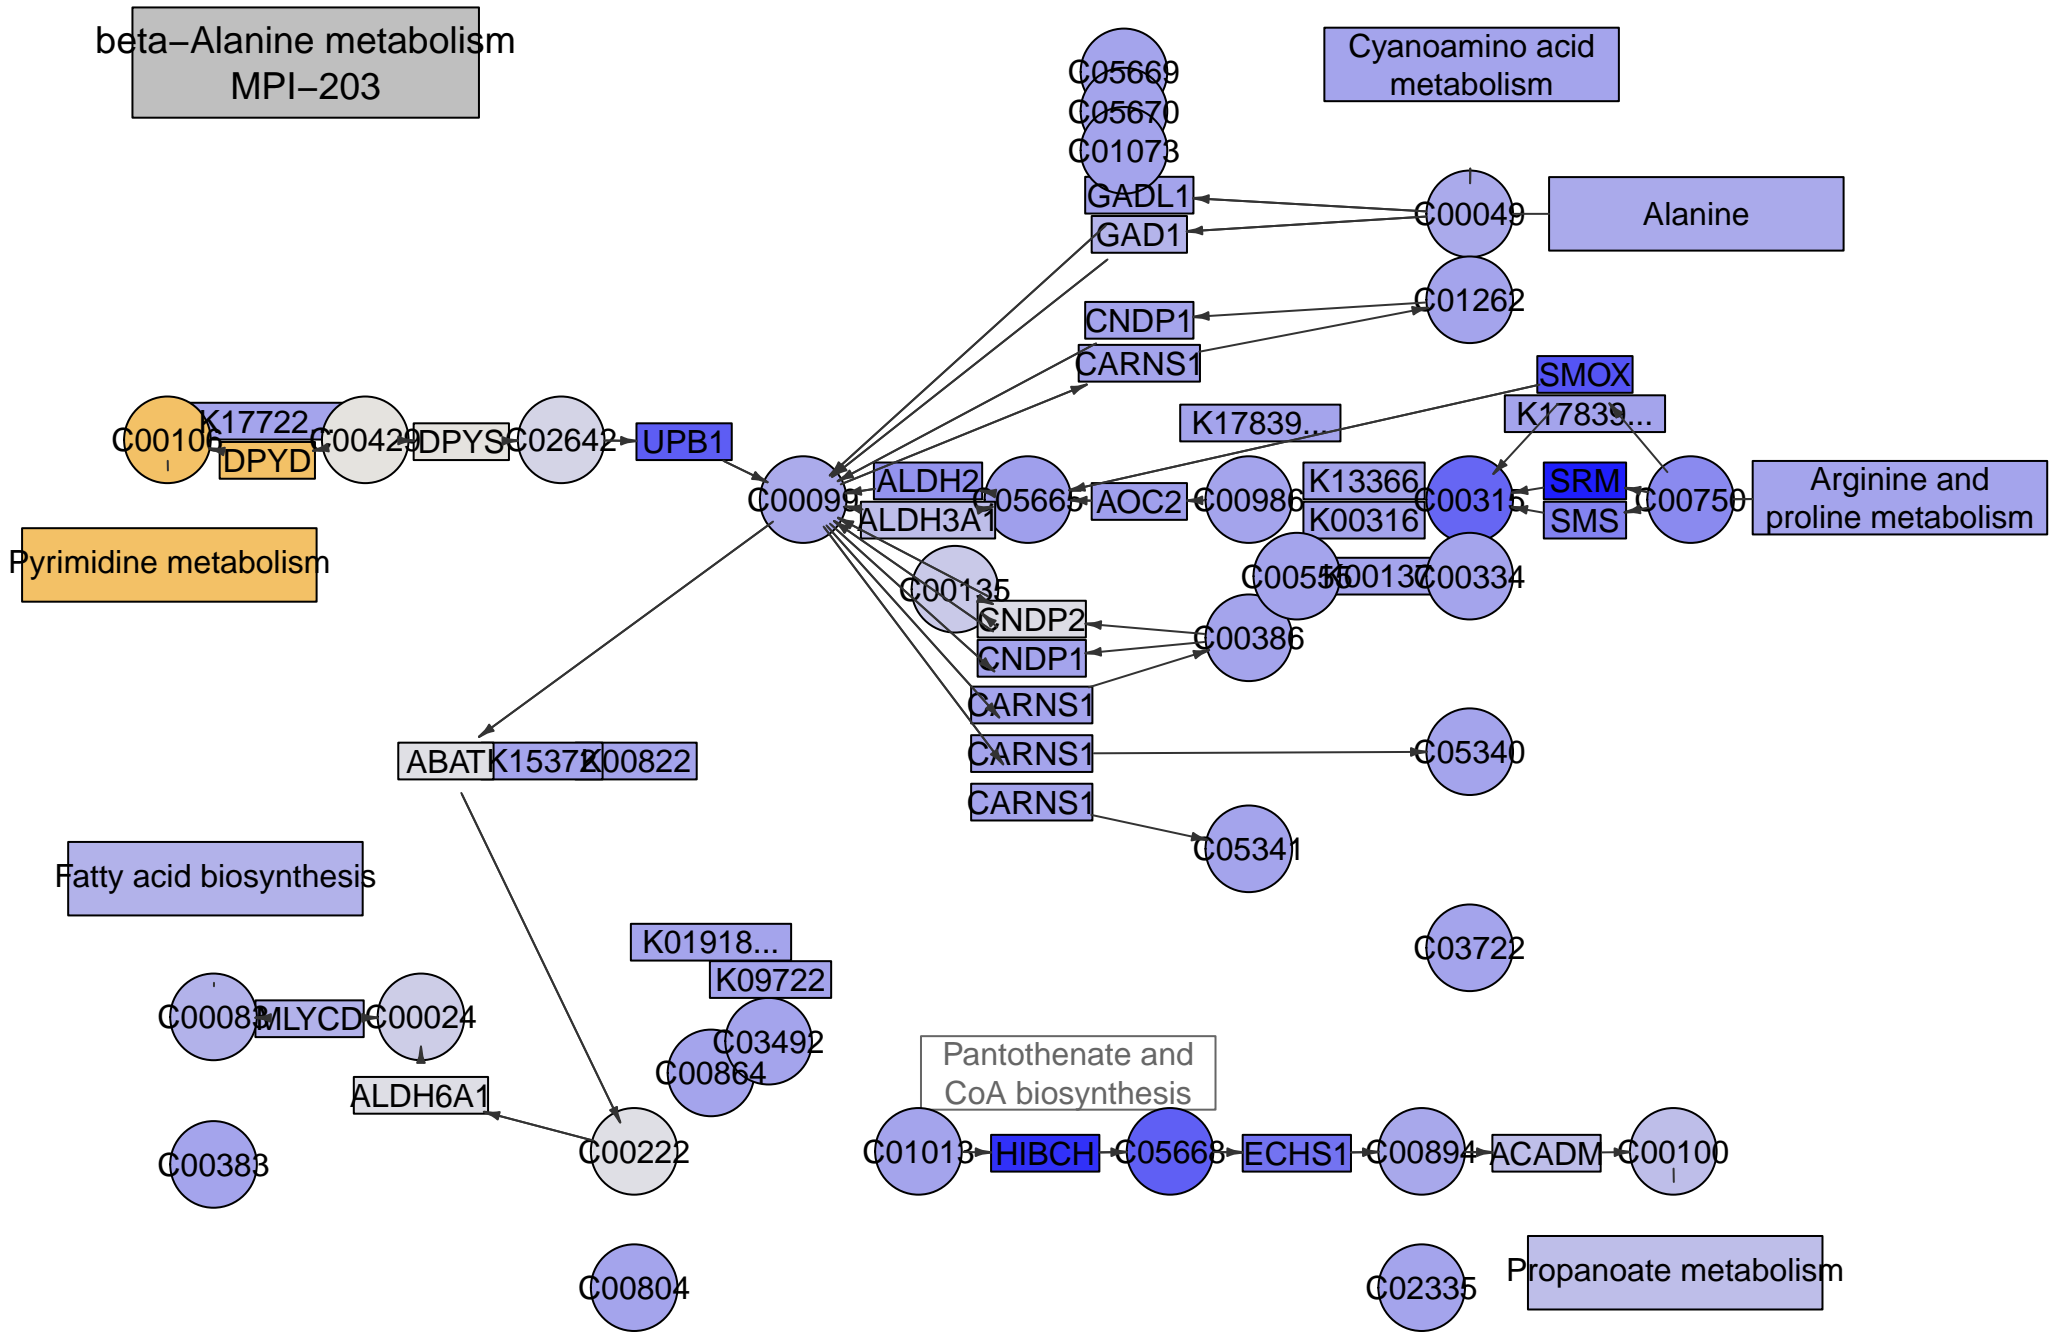 beta−Alanine metabolism
MPI−203
C05669
C05670
C01073
Cyanoamino acid
metabolism
GADL1
GAD1
C00049
Alanine
C01262
CNDP1
CARNS1
SMOX
K17839...
K17839...
C00106
K17722...
DPYD
C00429
DPYS
C02642
UPB1
C00099
ALDH2
ALDH3A1
C05665
AOC2
C00986
K13366
K00316
C00315
SRM
SMS
C00750
Arginine and
proline metabolism
Pyrimidine metabolism
C00135
C00555
K00137
C00334
CNDP2
CNDP1
C00386
CARNS1
CARNS1
CARNS1
C05340
C05341
ABAT
K15372
K00822
Fatty acid biosynthesis
K01918...
K09722
C03722
C00083
MLYCD
C00024
C03492
C00864
ALDH6A1
Pantothenate and
CoA biosynthesis
C00383
C00222
C01013
HIBCH
C05668
ECHS1
C00894
ACADM
C00100
C00804
C02335
Propanoate metabolism